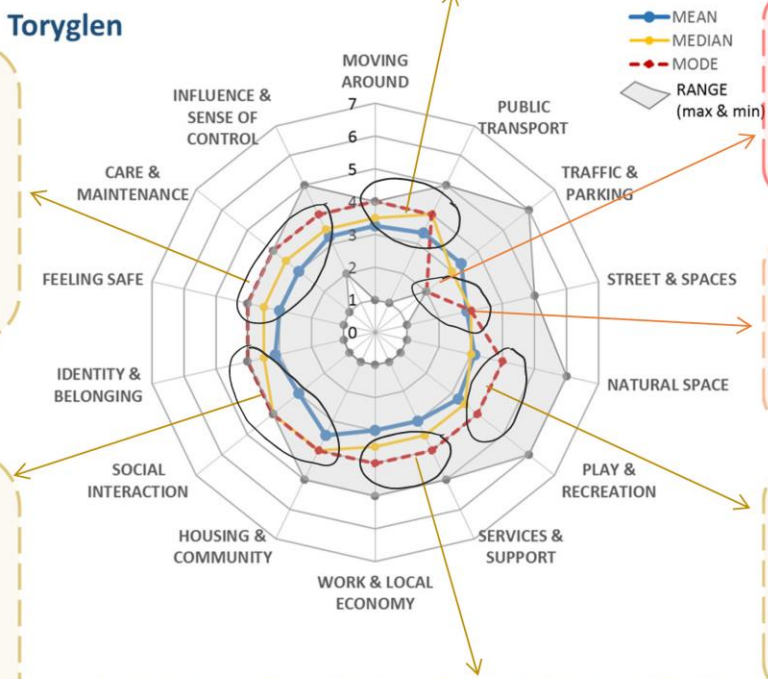 Toryglen
MEAN
MEDIAN
MODE
RANGE
(max & min)
MOVING
AROUND
PUBLIC
TRANSPORT
TRAFFIC &
PARKING
STREET & SPACES
NATURAL SPACE
PLAY &
RECREATION
SERVICES &
SUPPORT
WORK & LOCAL
ECONOMY
HOUSING &
COMMUNITY
SOCIAL
INTERACTION
IDENTITY &
BELONGING
FEELING SAFE
CARE &
MAINTENANCE
INFLUENCE &
SENSE OF
CONTROL
7
6
5
4
3
2
1
0